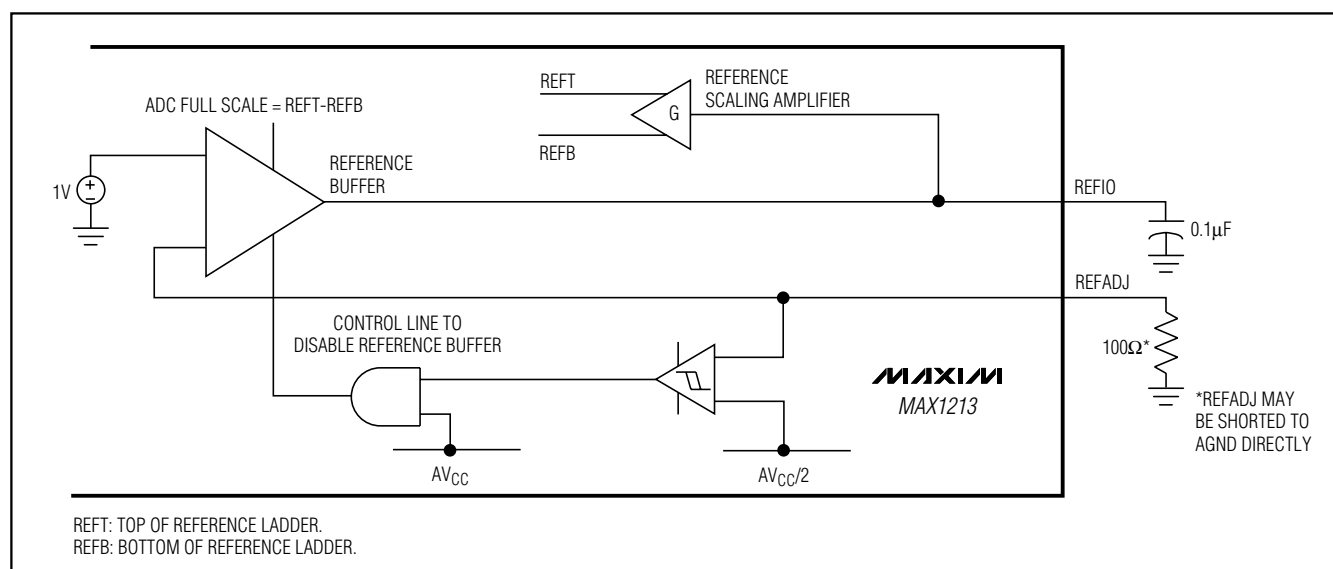 ADC FULL SCALE = REFT-REFB
REFT
REFERENCE
SCALING AMPLIFIER
G
REFB
REFERENCE
BUFFER
1V
REFIO
0.1µF
REFADJ
CONTROL LINE TO
DISABLE REFERENCE BUFFER
100Ω*
MAXIM
MAX1213
*REFADJ MAY
BE SHORTED TO
AGND DIRECTLY
AVCC
AVCC/2
REFT: TOP OF REFERENCE LADDER.
REFB: BOTTOM OF REFERENCE LADDER.